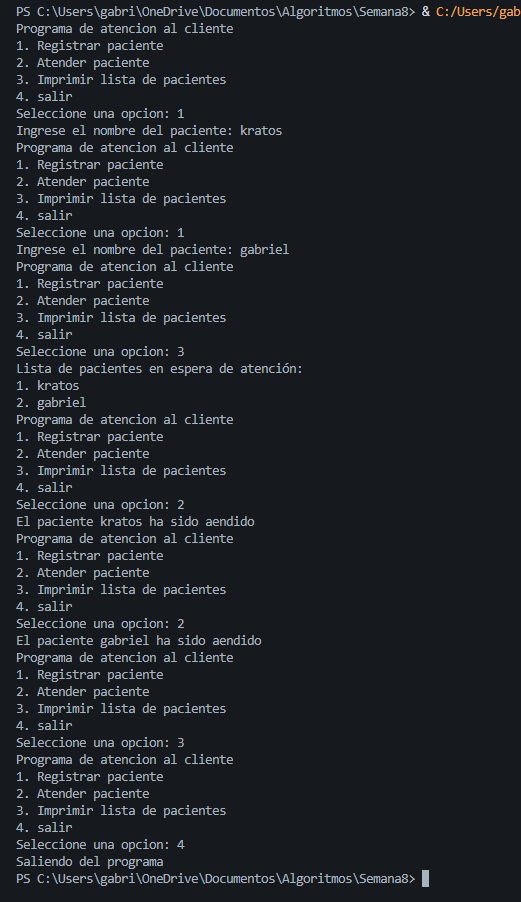 PS C:\Users\gabri\OneDrive\Documentos\Algoritmos\Semana8> & C:/Users/gab
Programa de atencion al cliente
1. Registrar paciente
2. Atender paciente
3. Imprimir lista de pacientes
4. salir
Seleccione una opcion: 1
Ingrese el nombre del paciente: kratos
Programa de atencion al cliente
1. Registrar paciente
2. Atender paciente
3. Imprimir lista de pacientes
4. salir
Seleccione una opcion: 1
Ingrese el nombre del paciente: gabriel
Programa de atencion al cliente
1. Registrar paciente
2. Atender paciente
3. Imprimir lista de pacientes
4. salir
Seleccione una opcion: 3
Lista de pacientes en espera de atención:
1. kratos
2. gabriel
Programa de atencion al cliente
1. Registrar paciente
2. Atender paciente
3. Imprimir lista de pacientes
4. salir
Seleccione una opcion: 2
El paciente kratos ha sido aendido
Programa de atencion al cliente
1. Registrar paciente
2. Atender paciente
3. Imprimir lista de pacientes
4. salir
Seleccione una opcion: 2
El paciente gabriel ha sido aendido
Programa de atencion al cliente
1. Registrar paciente
2. Atender paciente
3. Imprimir lista de pacientes
4. salir
Seleccione una opcion: 3
Programa de atencion al cliente
1. Registrar paciente
2. Atender paciente
3. Imprimir lista de pacientes
4. salir
Seleccione una opcion: 4
Saliendo del programa
PS C:\Users\gabri\OneDrive\Documentos\Algoritmos\Semana8>